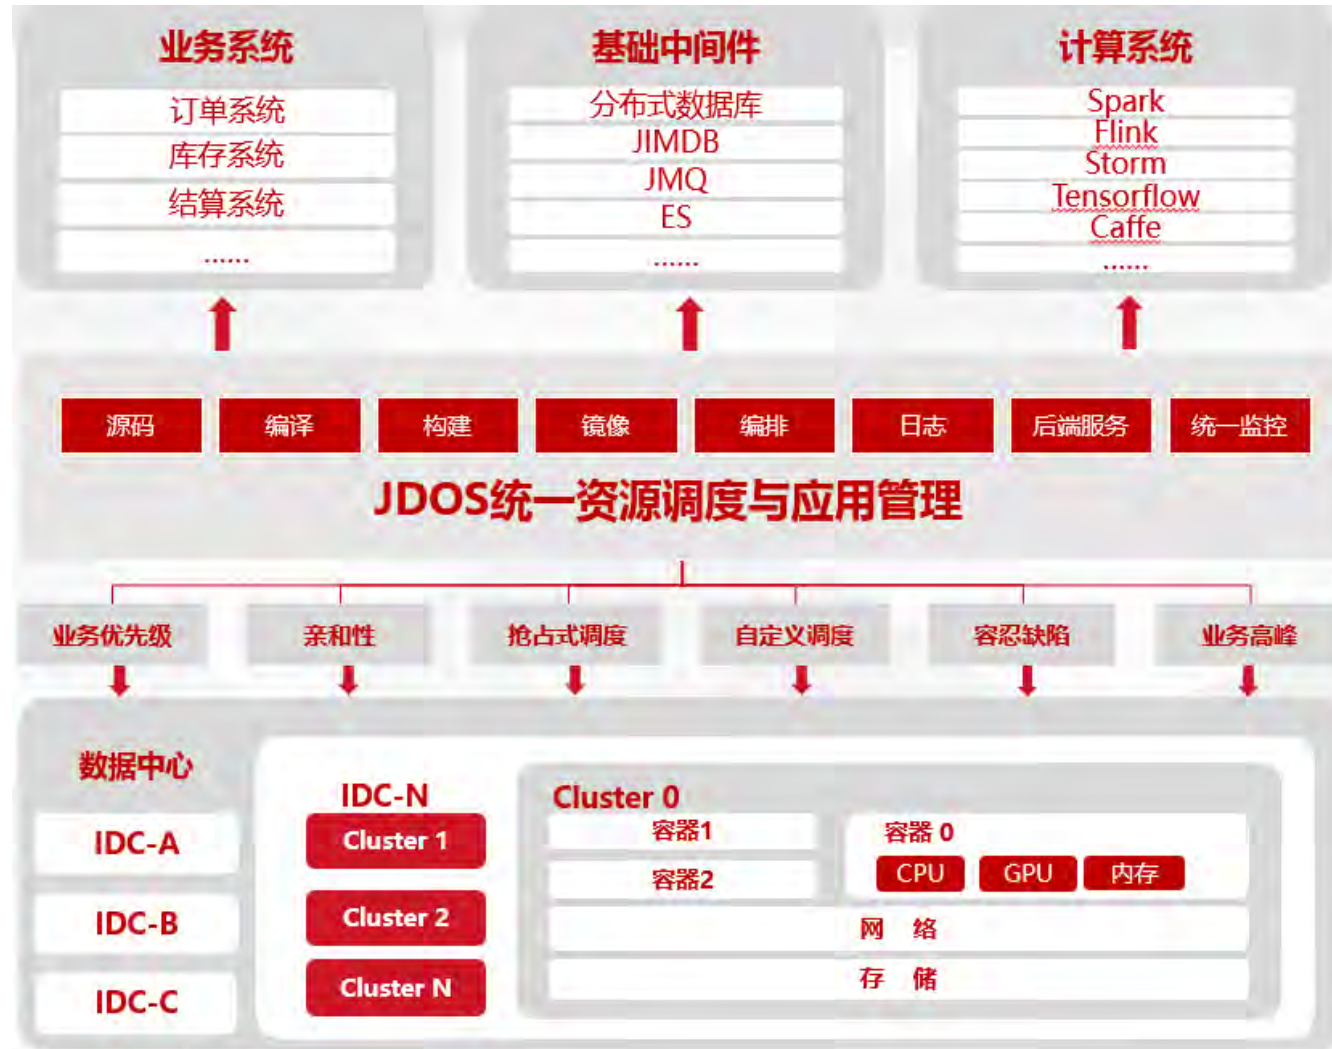 业务系统
订单系统
库存系统
结算系统
......
基础中间件
分布式数据库
JIMDB
JMQ
ES
......
计算系统
Spark
Flink
Storm
Tensorflow
Caffe
......
源码
编译
构建
镜像
编排
日志
后端服务
统一监控
JDOS统一资源调度与应用管理
业务优先级
亲和性
抢占式调度
自定义调度
容忍缺陷
业务高峰
数据中心
IDC-A
IDC-B
IDC-C
IDC-N
Cluster 1
Cluster 2
Cluster N
Cluster 0
容器1
容器2
容器 0
CPU
GPU
内存
网 络
存 储